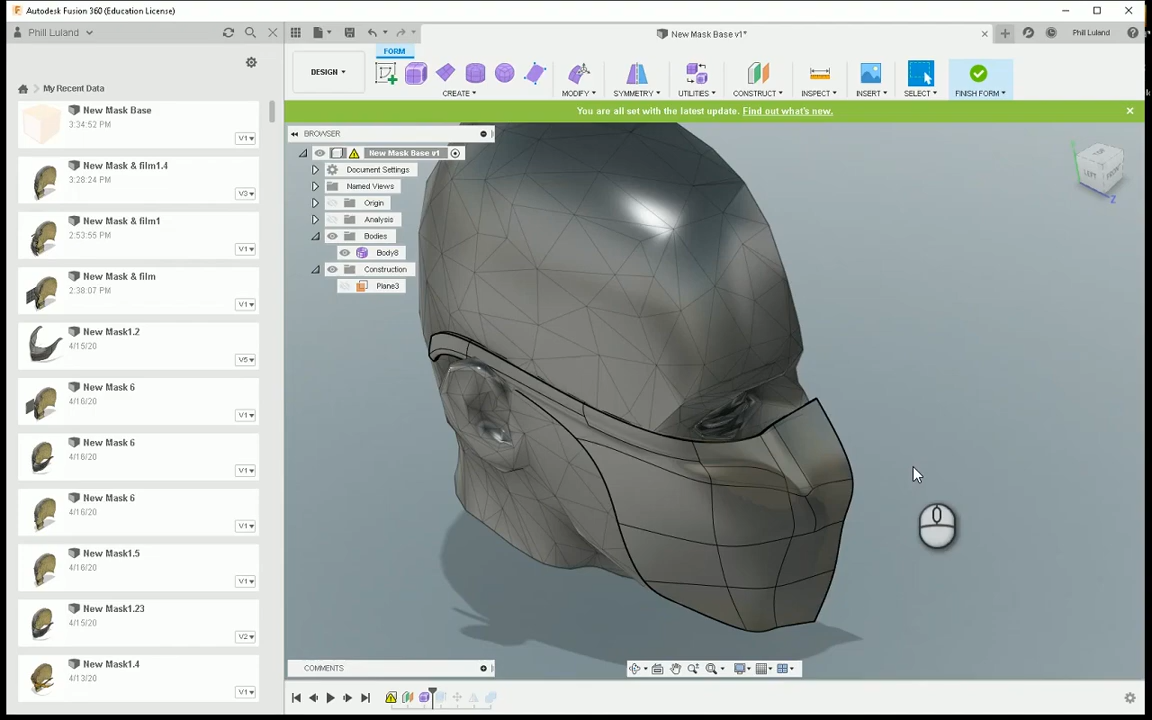 Autodesk Fusion 360 (Education License)
Phill Luland
New Mask Base v1*
Phill Luland
FORM
DESIGN
CREATE
MODIFY
SYMMETRY
UTILITIES
CONSTRUCT
INSPECT
INSERT
SELECT
FINISH FORM
You are all set with the latest update. Find out what's new.
My Recent Data
New Mask Base
3:34:52 PM
V1
New Mask & film1.4
3:28:24 PM
V3
New Mask & film1
2:53:55 PM
V1
New Mask & film
2:38:07 PM
V1
New Mask1.2
4/15/20
V5
New Mask 6
4/16/20
V1
New Mask 6
4/16/20
V1
New Mask 6
4/16/20
V1
New Mask1.5
4/16/20
V1
New Mask1.23
4/15/20
V2
New Mask1.4
4/13/20
V1
BROWSER
New Mask Base v1
Document Settings
Named Views
Origin
Analysis
Bodies
Body8
Construction
Plane3
TOP
LEFT
FRONT
Z
COMMENTS